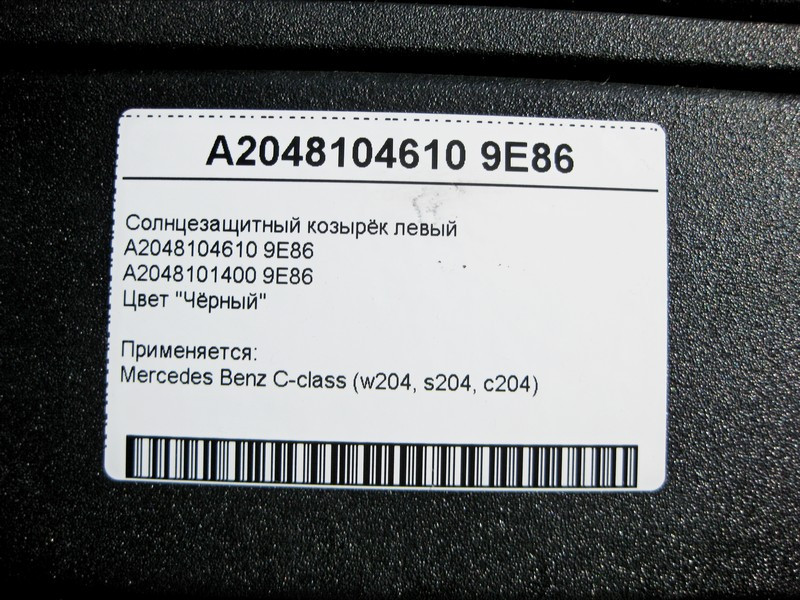 A2048104610 9E86
Солнцезащитный козырёк левый
A2048104610 9E86
A2048101400 9E86
Цвет "Чёрный"
Применяется:
Mercedes Benz C-class (w204, s204, c204)